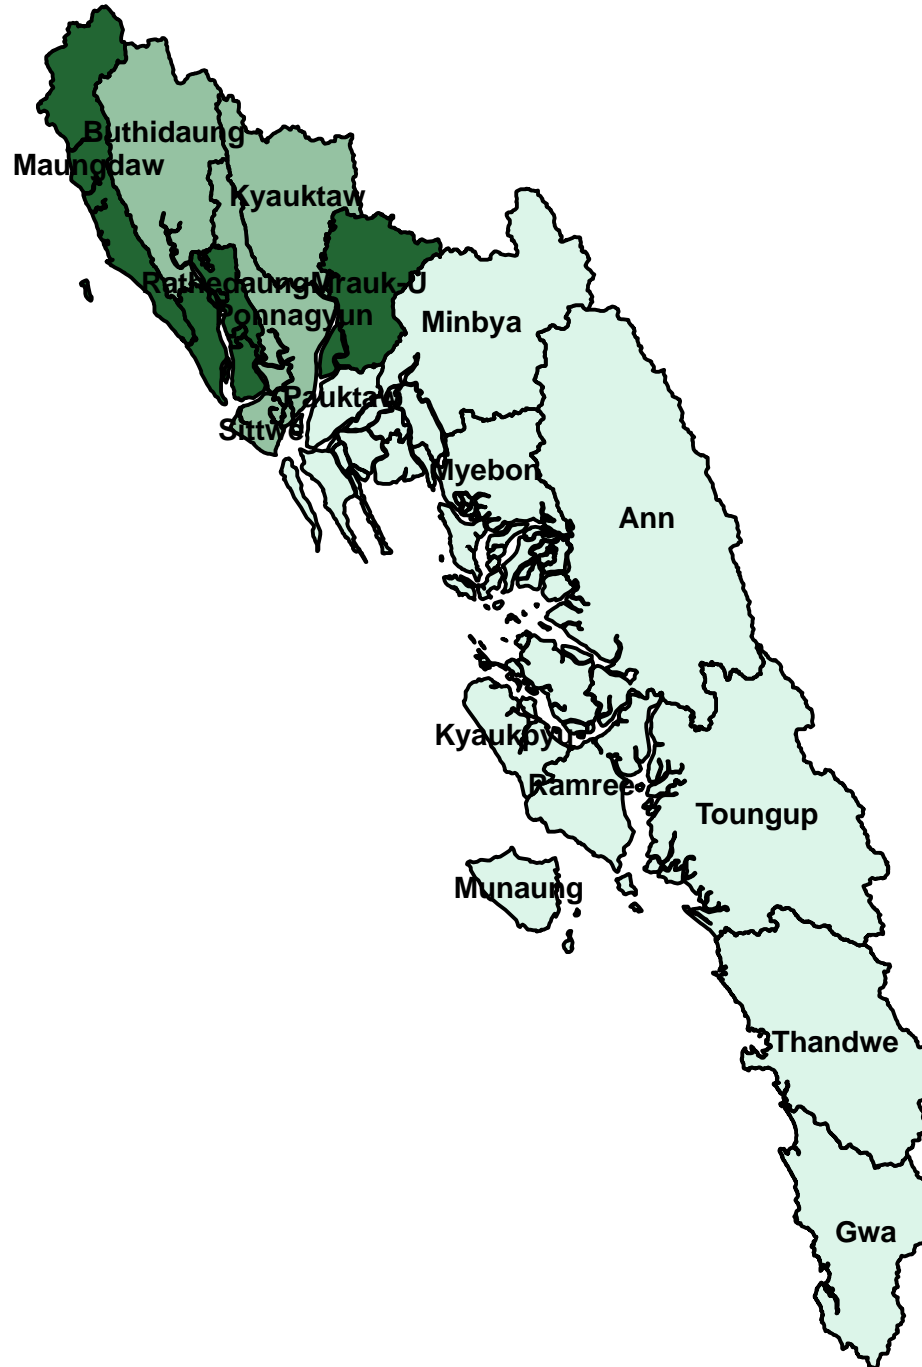 Buthidaung
Maungdaw
Kyauktaw
Rathedaung
Mrauk-U
Ponnagyun
Minbya
Pauktaw
Sittwe
Myebon
Ann
Kyaukpyu
Ramree
Toungup
Munaung
Thandwe
Gwa